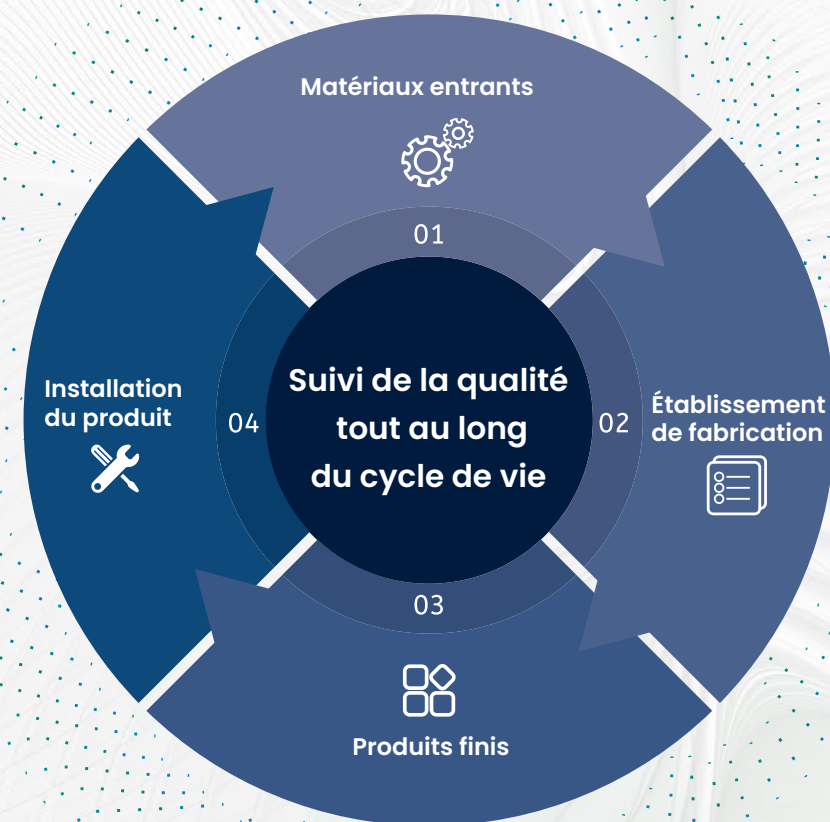 Matériaux entrants
01
Suivi de la qualité
tout au long
du cycle de vie
02
Établissement
de fabrication
03
Produits finis
04
Installation
du produit